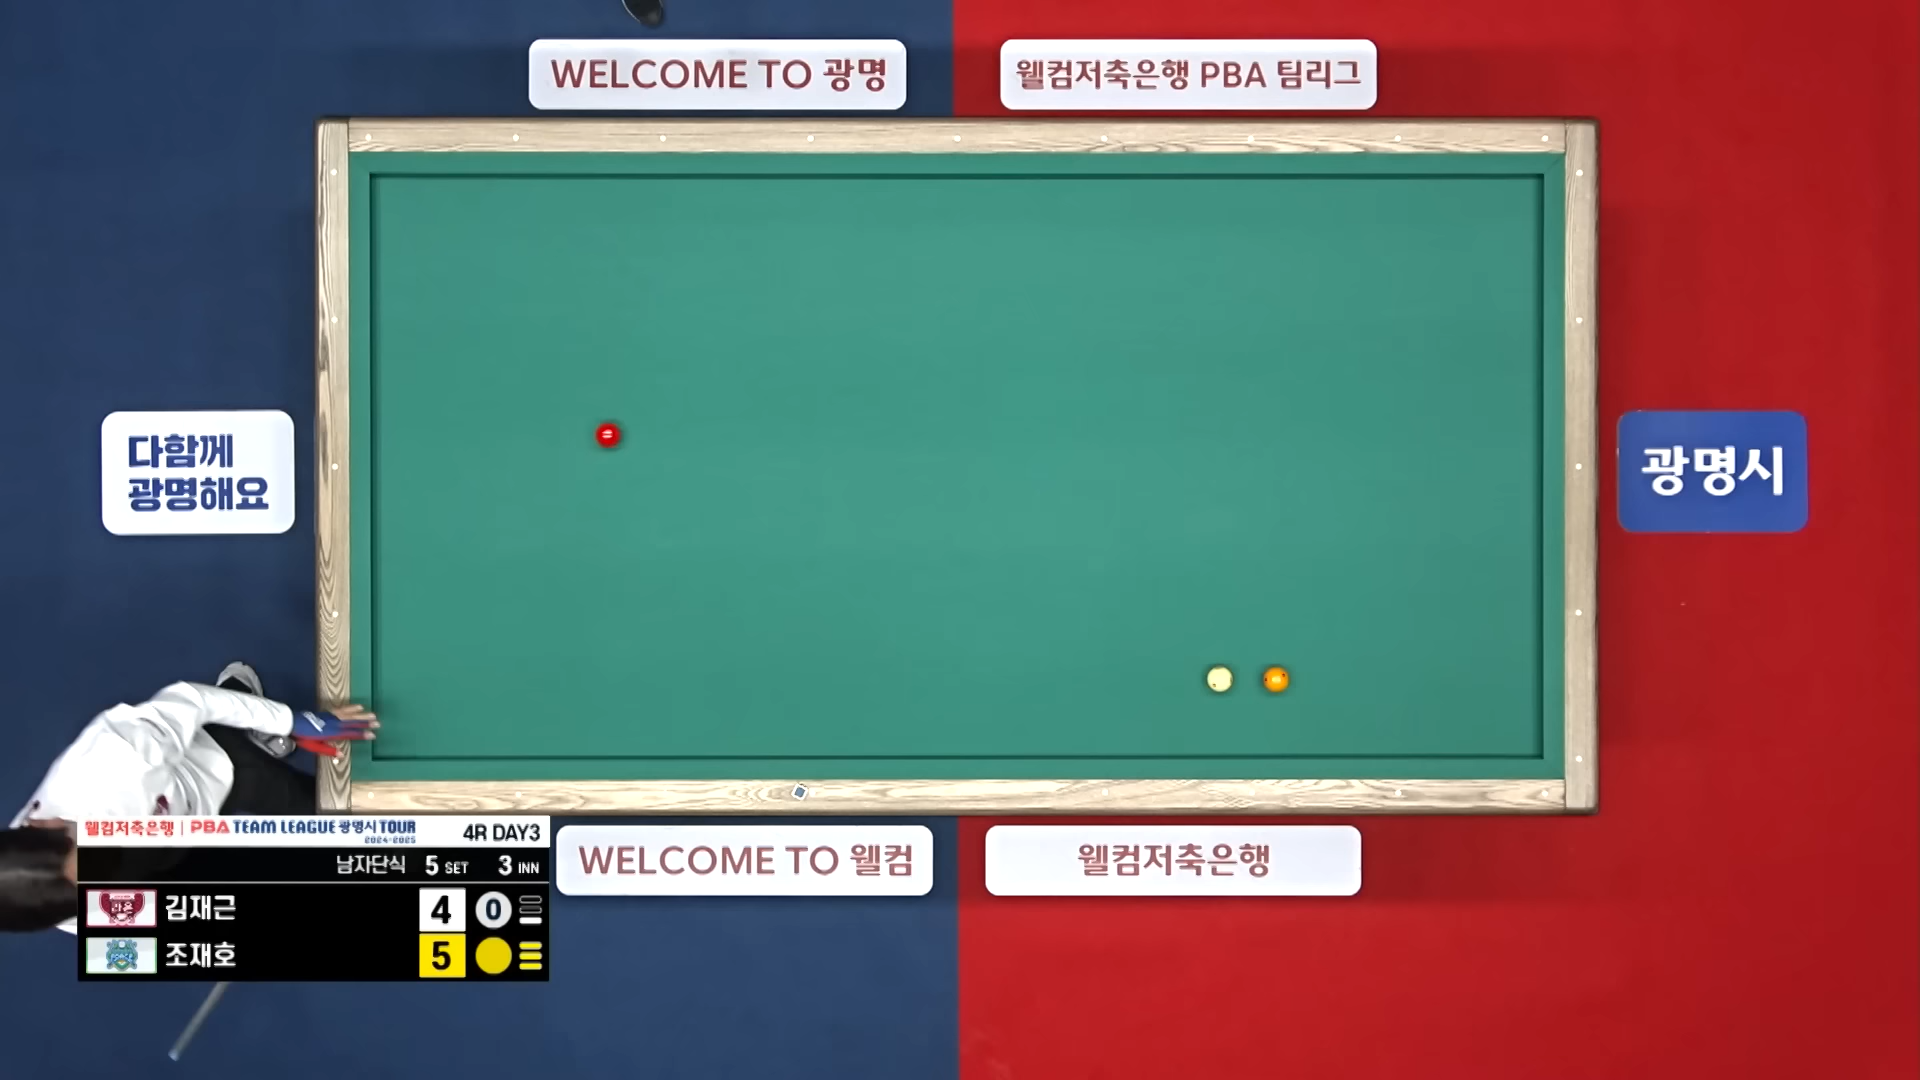 WELCOME TO 광명
웰컴저축은행 PBA 팀리그
다함께
광명해요
광명시
웰컴저축은행 | PBA TEAM LEAGUE 광명시 TOUR
2024-2025
4R DAY3
남자단식 5 SET 3 INN
김재근 4 0
조재호 5
WELCOME TO 웰컴
웰컴저축은행